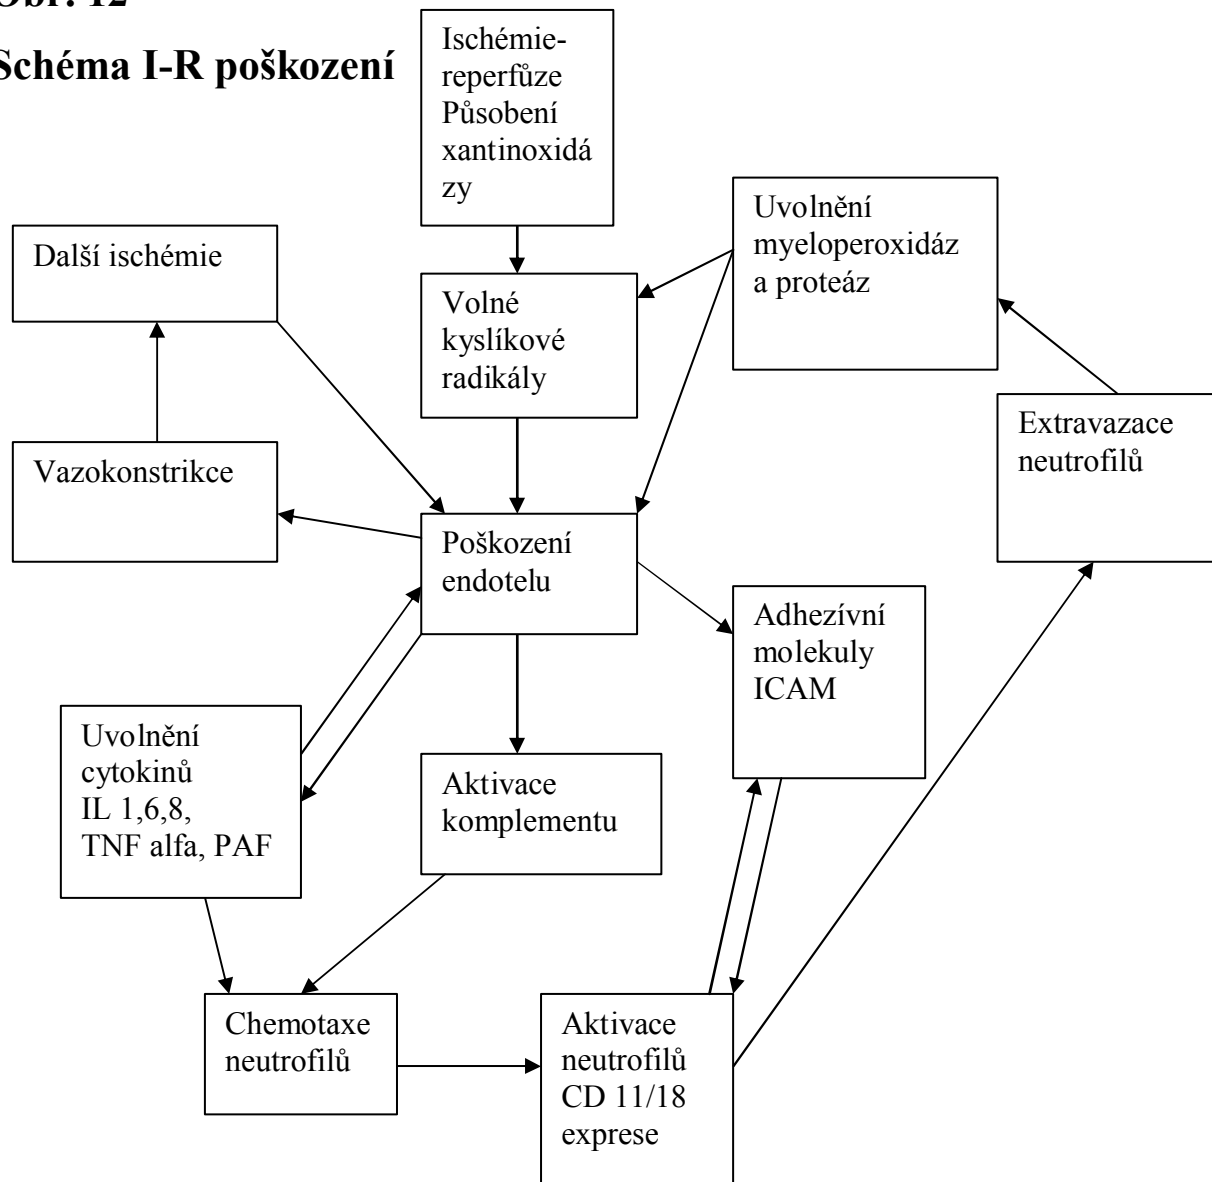 Obr. 12
Schéma I-R poškození
Ischémie-
reperfůze
Působení
xantinoxidá
zy
Uvolnění
myeloperoxidáz
a proteáz
Další ischémie
Volné
kyslíkové
radikály
Extravazace
neutrofilů
Vazokonstrikce
Poškození
endotelu
Adhezívní
molekuly
ICAM
Uvolnění
cytokinů
IL 1,6,8,
TNF alfa, PAF
Aktivace
komplementu
Chemotaxe
neutrofilů
Aktivace
neutrofilů
CD 11/18
exprese